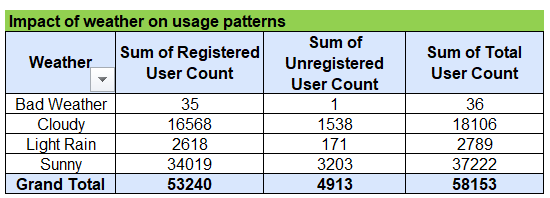 Impact of weather on usage patterns
Weather
Sum of Registered
User Count
Sum of
Unregistered
User Count
Sum of Total
User Count
Bad Weather 35 1 36
Cloudy 16568 1538 18106
Light Rain 2618 171 2789
Sunny 34019 3203 37222
Grand Total 53240 4913 58153